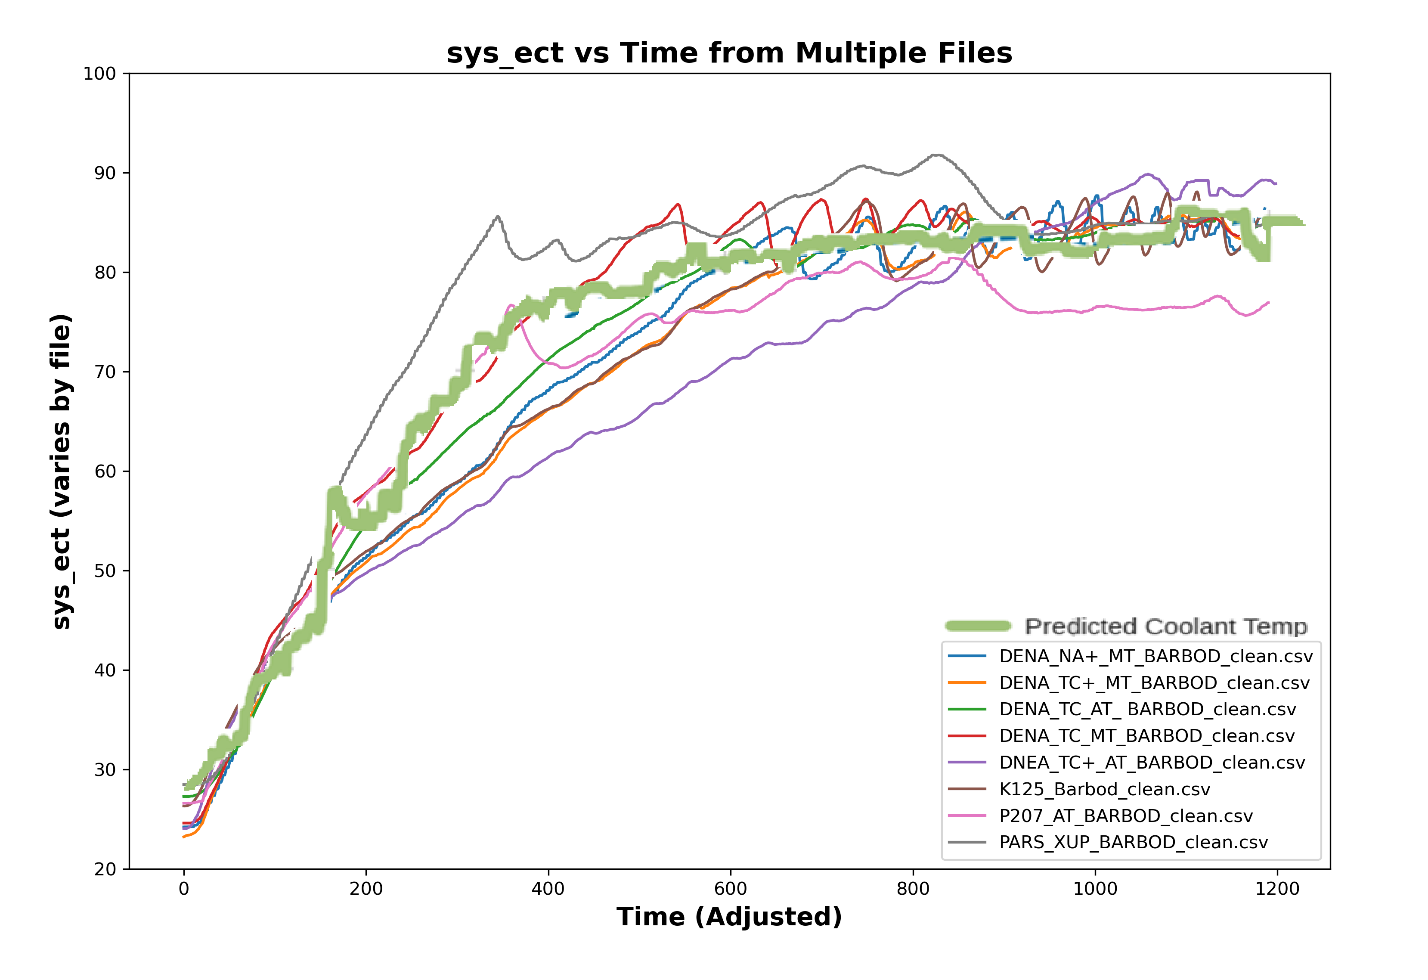 sys_ect vs Time from Multiple Files
100
90
80
70
60
50
40
30
20
sys_ect (varies by file)
0 200 400 600 800 1000 1200
Time (Adjusted)
Predicted Coolant Temp
DENA_NA+_MT_BARBOD_clean.csv
DENA_TC+_MT_BARBOD_clean.csv
DENA_TC_AT_ BARBOD_clean.csv
DENA_TC_MT_BARBOD_clean.csv
DNEA_TC+_AT_BARBOD_clean.csv
K125_Barbod_clean.csv
P207_AT_BARBOD_clean.csv
PARS_XUP_BARBOD_clean.csv